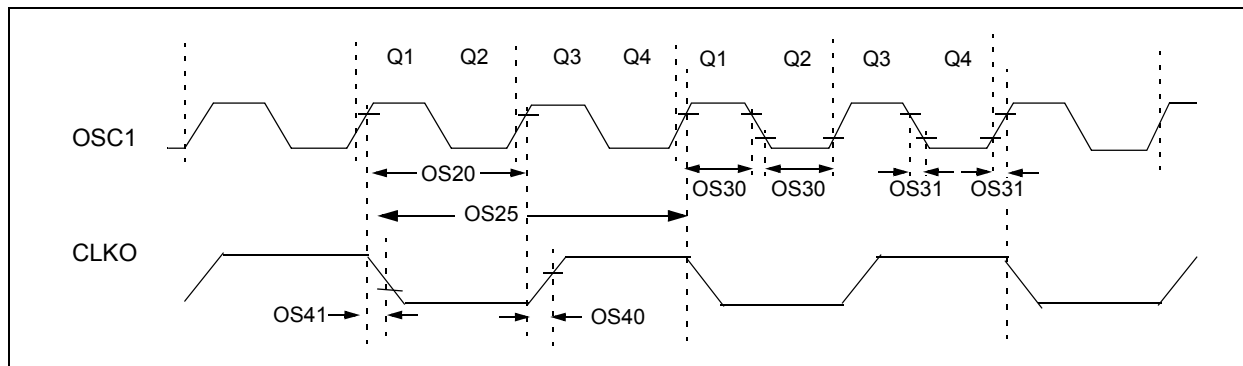 Q1 Q2 Q3 Q4 Q1 Q2 Q3 Q4
OSC1
OS20
OS30 OS30 OS31 OS31
OS25
CLKO
OS41 OS40